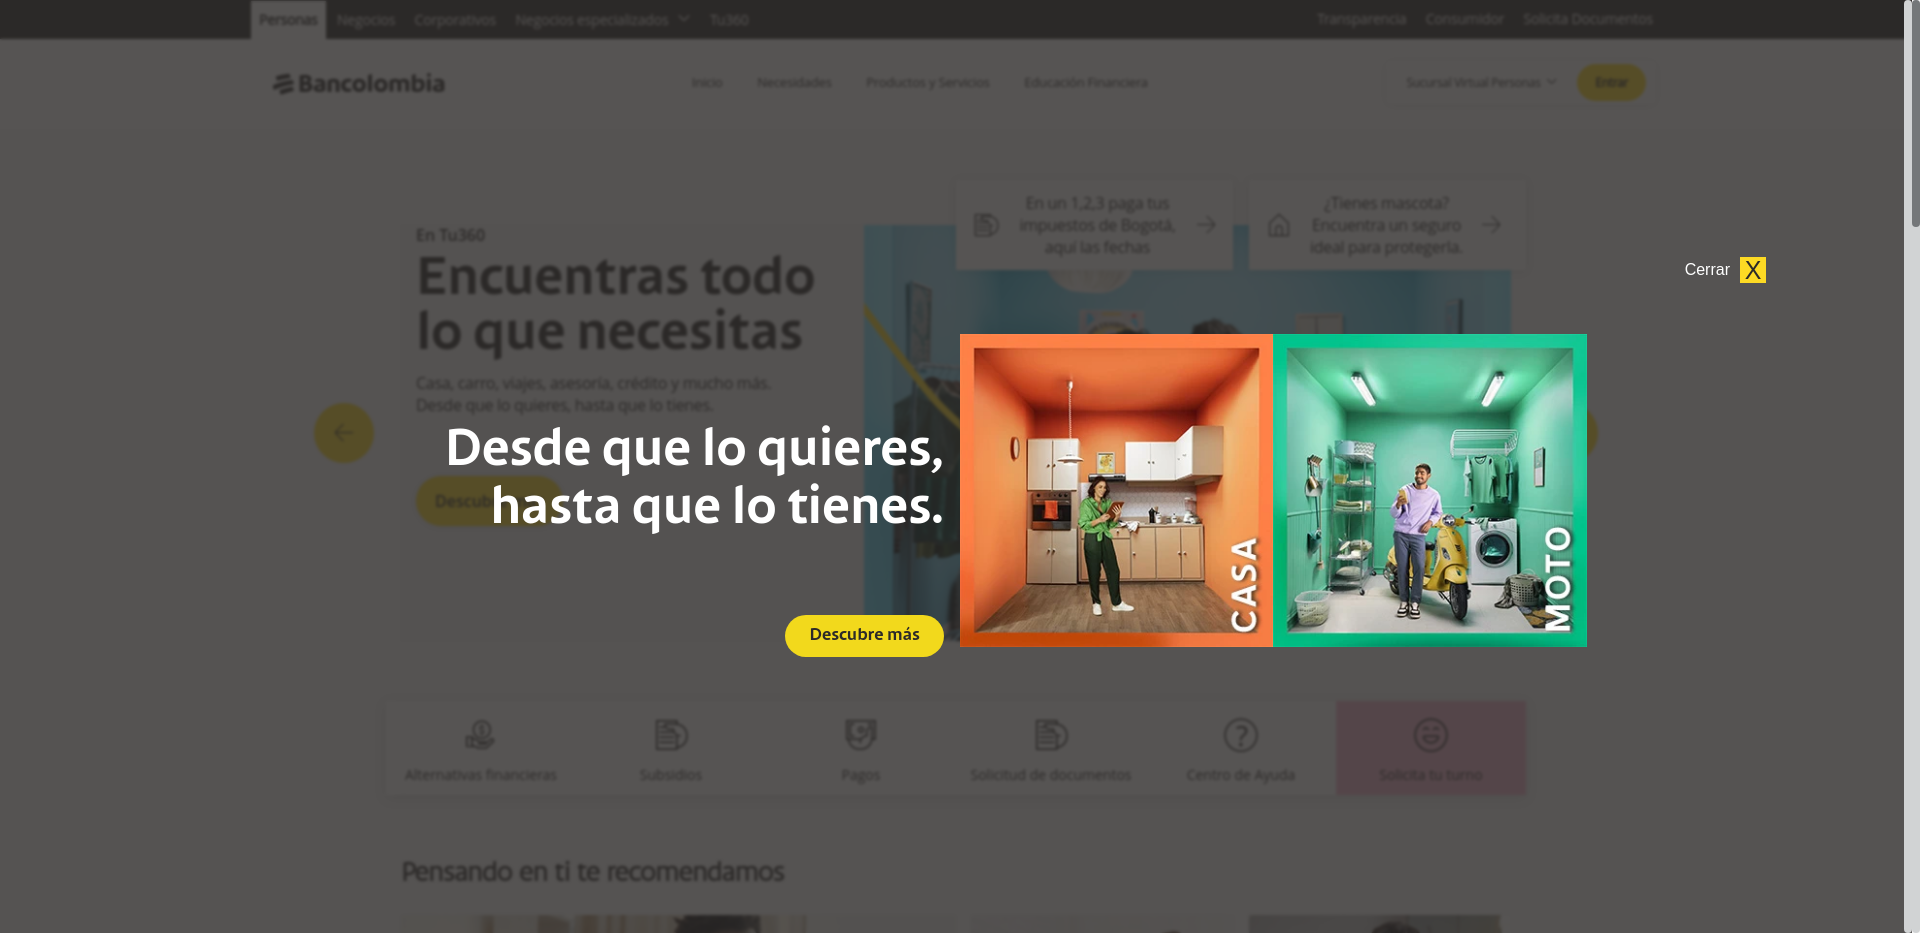 Personas Negocios Corporativos Negocios especializados Tu360 Transparencia Consumidor Solicita Documentos
Bancolombia Inicio Necesidades Productos y Servicios Educación Financiera Sucursal Virtual Personas Entrar
En un 1,2,3 paga tus
impuestos de Bogotá,
aquí las fechas
¿Tienes mascota?
Encuentra un seguro
ideal para protegerla.
En Tu360
Encuentras todo
lo que necesitas
Casa, carro, viajes, asesoría, crédito y mucho más.
Desde que lo quieres, hasta que lo tienes.
Cerrar X
Desde que lo quieres,
hasta que lo tienes.
Descubre más
CASA
MOTO
Alternativas financieras
Subsidios
Pagos
Solicitud de documentos
Centro de Ayuda
Solicita tu turno
Pensando en ti te recomendamos